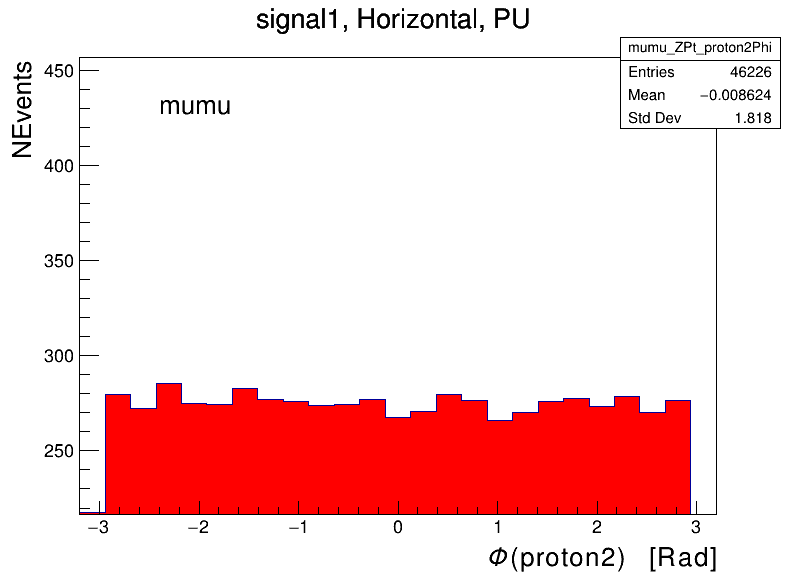 signal1, Horizontal, PU
mumu_ZPt_proton2Phi
Entries 46226
Mean −0.008624
Std Dev 1.818
NEvents
mumu
450
400
350
300
250
−3 −2 −1 0 1 2 3
Φ(proton2) [Rad]